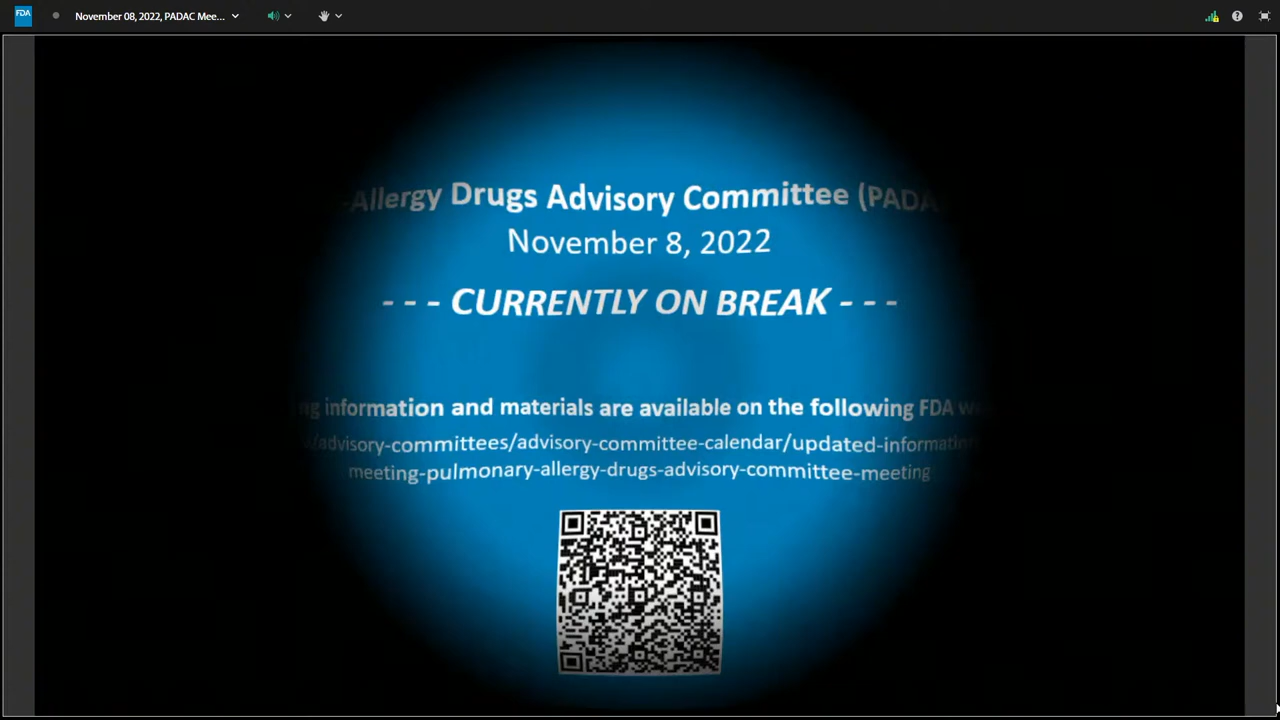 FDA
November 08, 2022, PADAC Mee...
-Allergy Drugs Advisory Committee (PADA
November 8, 2022
- - - CURRENTLY ON BREAK - - -
information and materials are available on the following FDA
/advisory-committees/advisory-committee-calendar/updated-information
meeting-pulmonary-allergy-drugs-advisory-committee-meeting